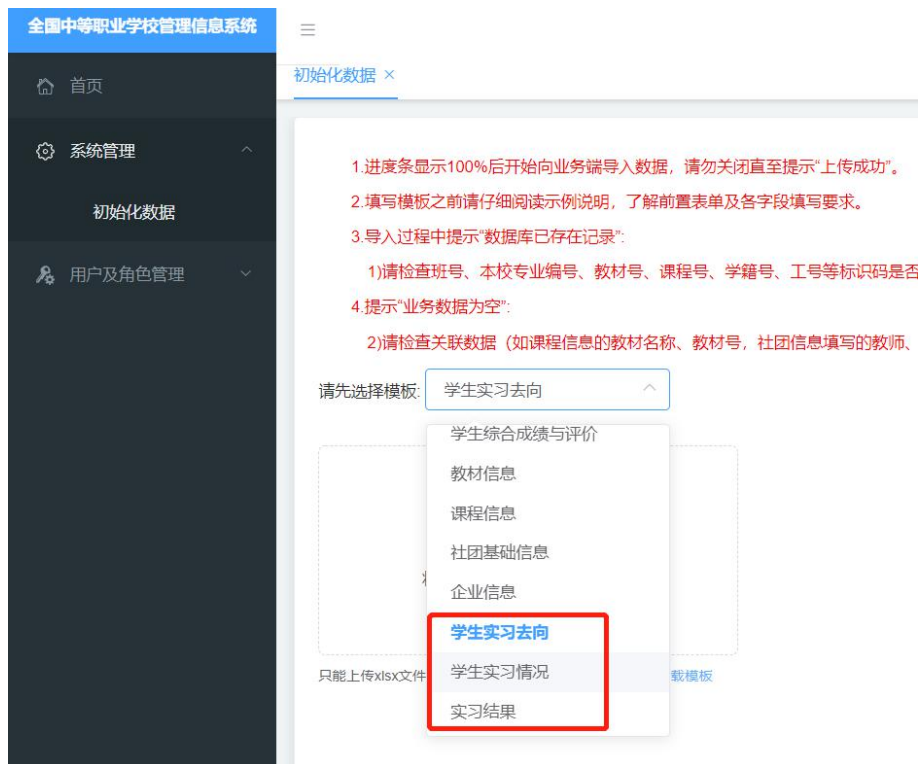 全国中等职业学校管理信息系统
首页
系统管理
初始化数据
用户及角色管理
初始化数据 ×
1.进度条显示100%后开始向业务端导入数据，请勿关闭直至提示“上传成功”。
2.填写模板之前请仔细阅读示例说明，了解前置表单及各字段填写要求。
3.导入过程中提示“数据库已存在记录”:
1)请检查班号、本校专业编号、教材号、课程号、学籍号、工号等标识码是否
4.提示“业务数据为空”:
2)请检查关联数据（如课程信息的教材名称、教材号，社团信息填写的教师、
请先选择模板: 学生实习去向
学生综合成绩与评价
教材信息
课程信息
社团基础信息
企业信息
学生实习去向
学生实习情况
实习结果
只能上传xlsx文件 载模板